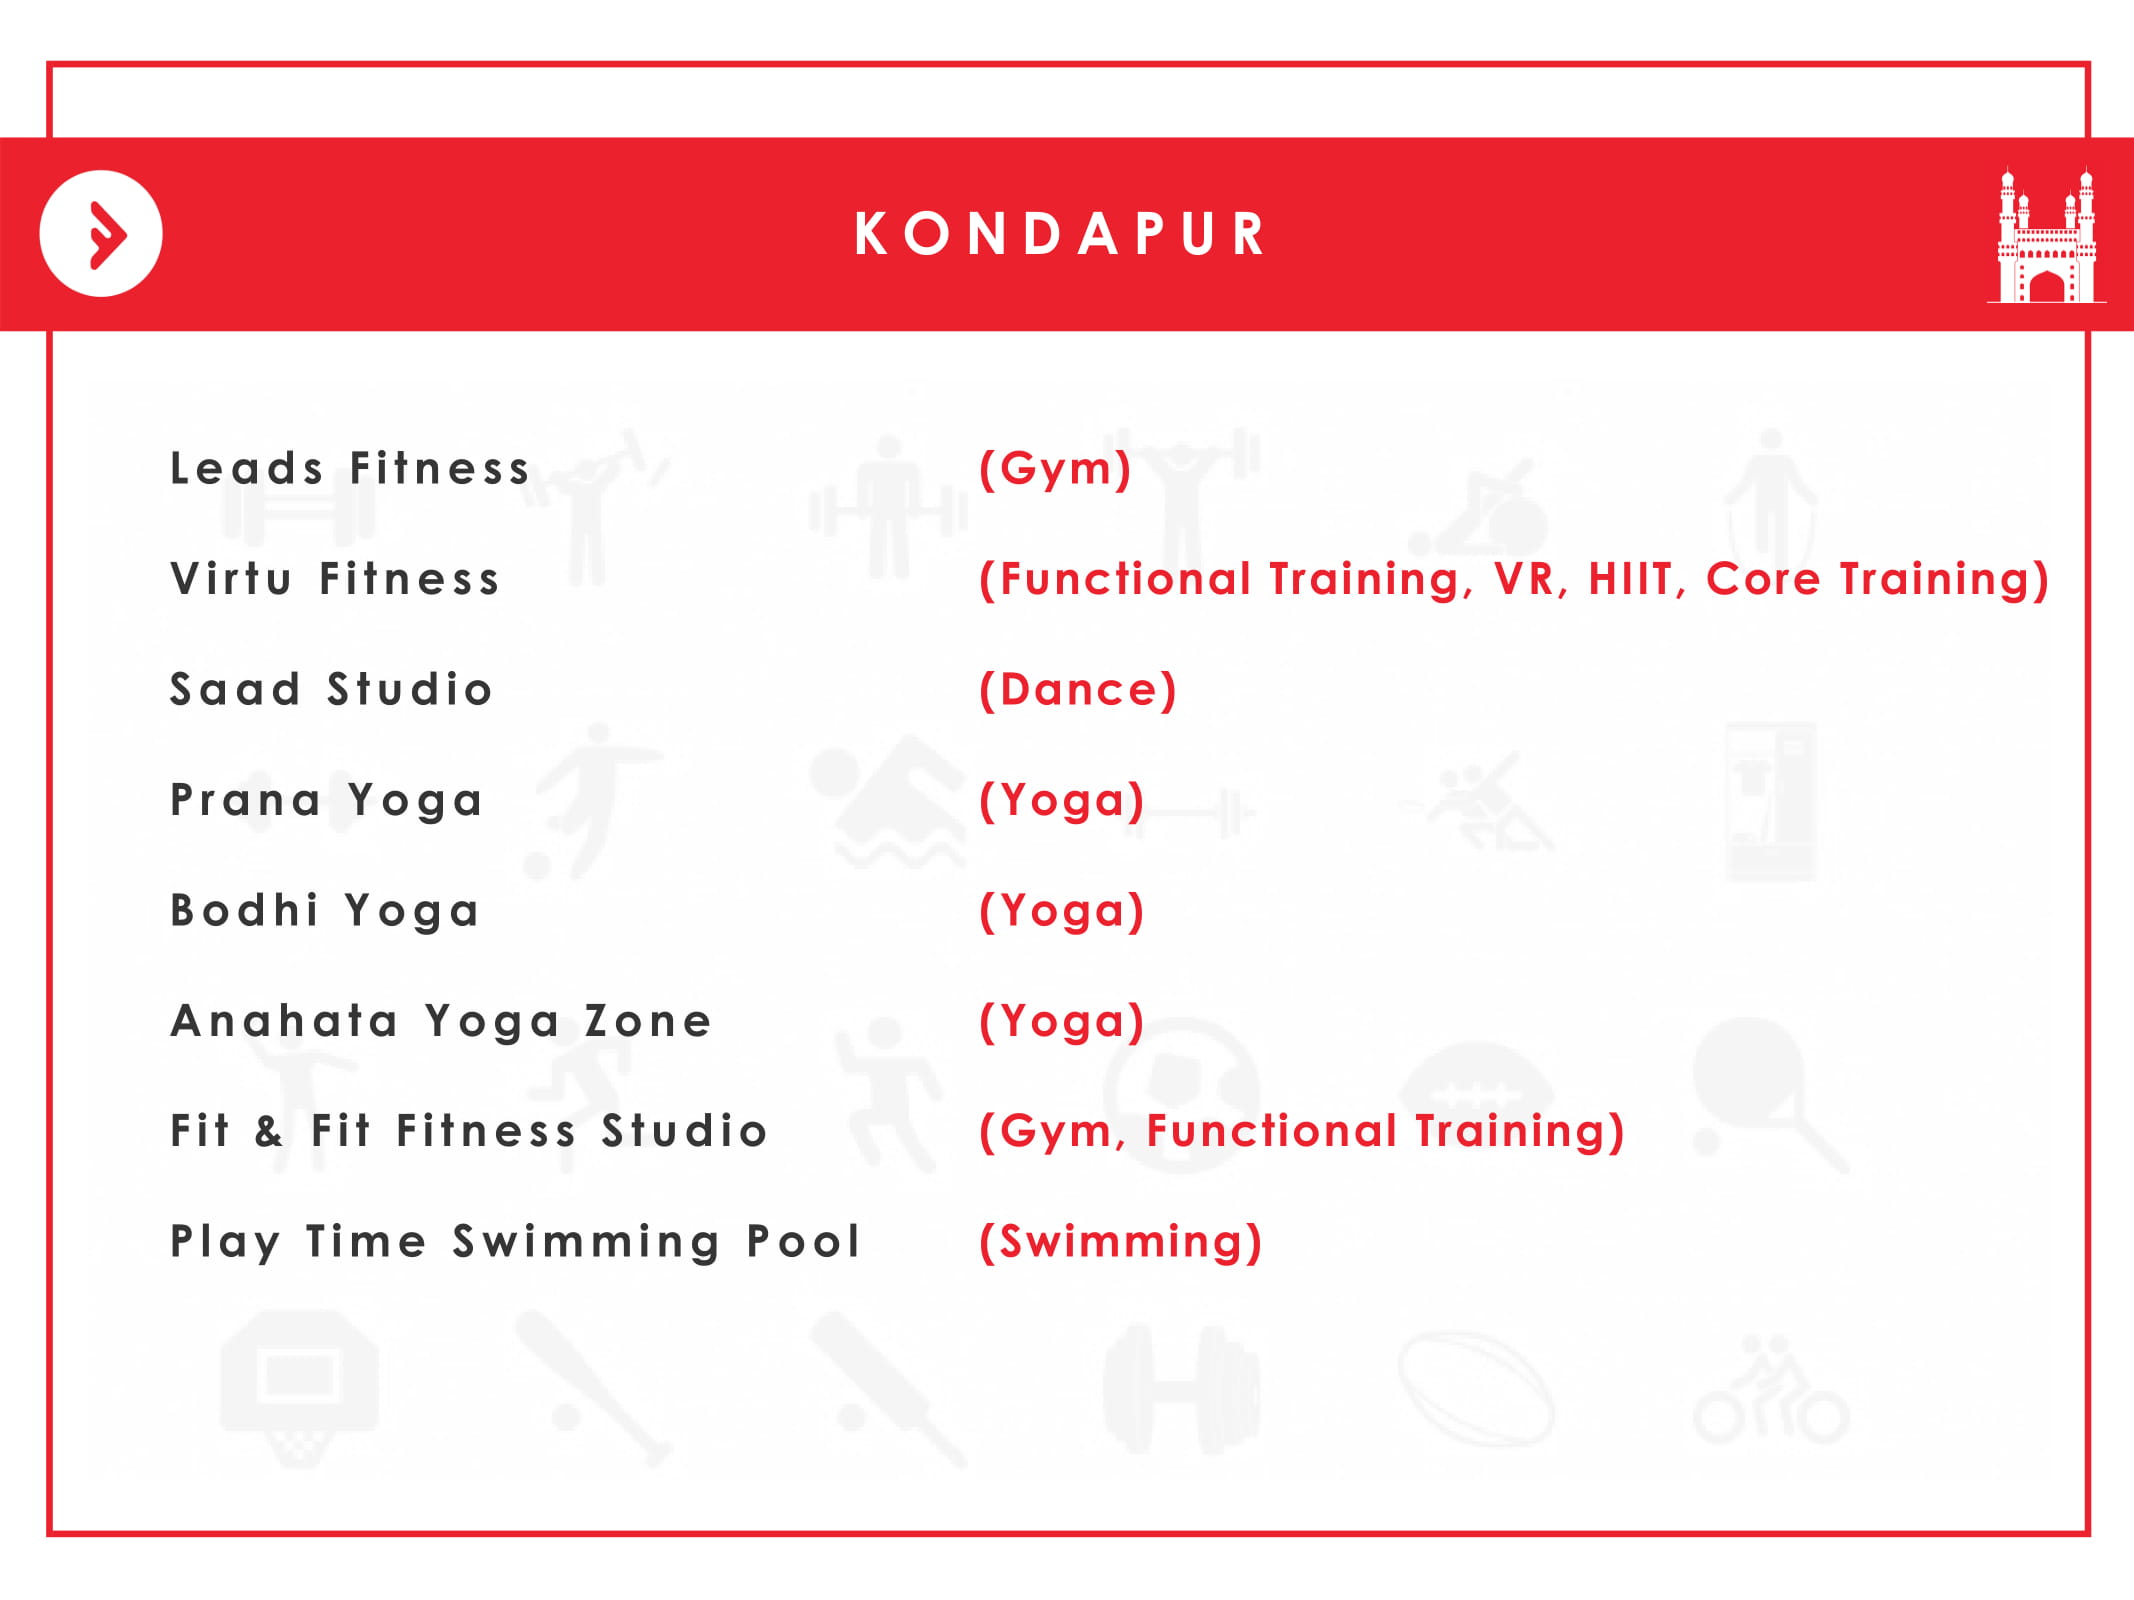 KONDAPUR
Leads Fitness (Gym)
Virtu Fitness (Functional Training, VR, HIIT, Core Training)
Saad Studio (Dance)
Prana Yoga (Yoga)
Bodhi Yoga (Yoga)
Anahata Yoga Zone (Yoga)
Fit & Fit Fitness Studio (Gym, Functional Training)
Play Time Swimming Pool (Swimming)